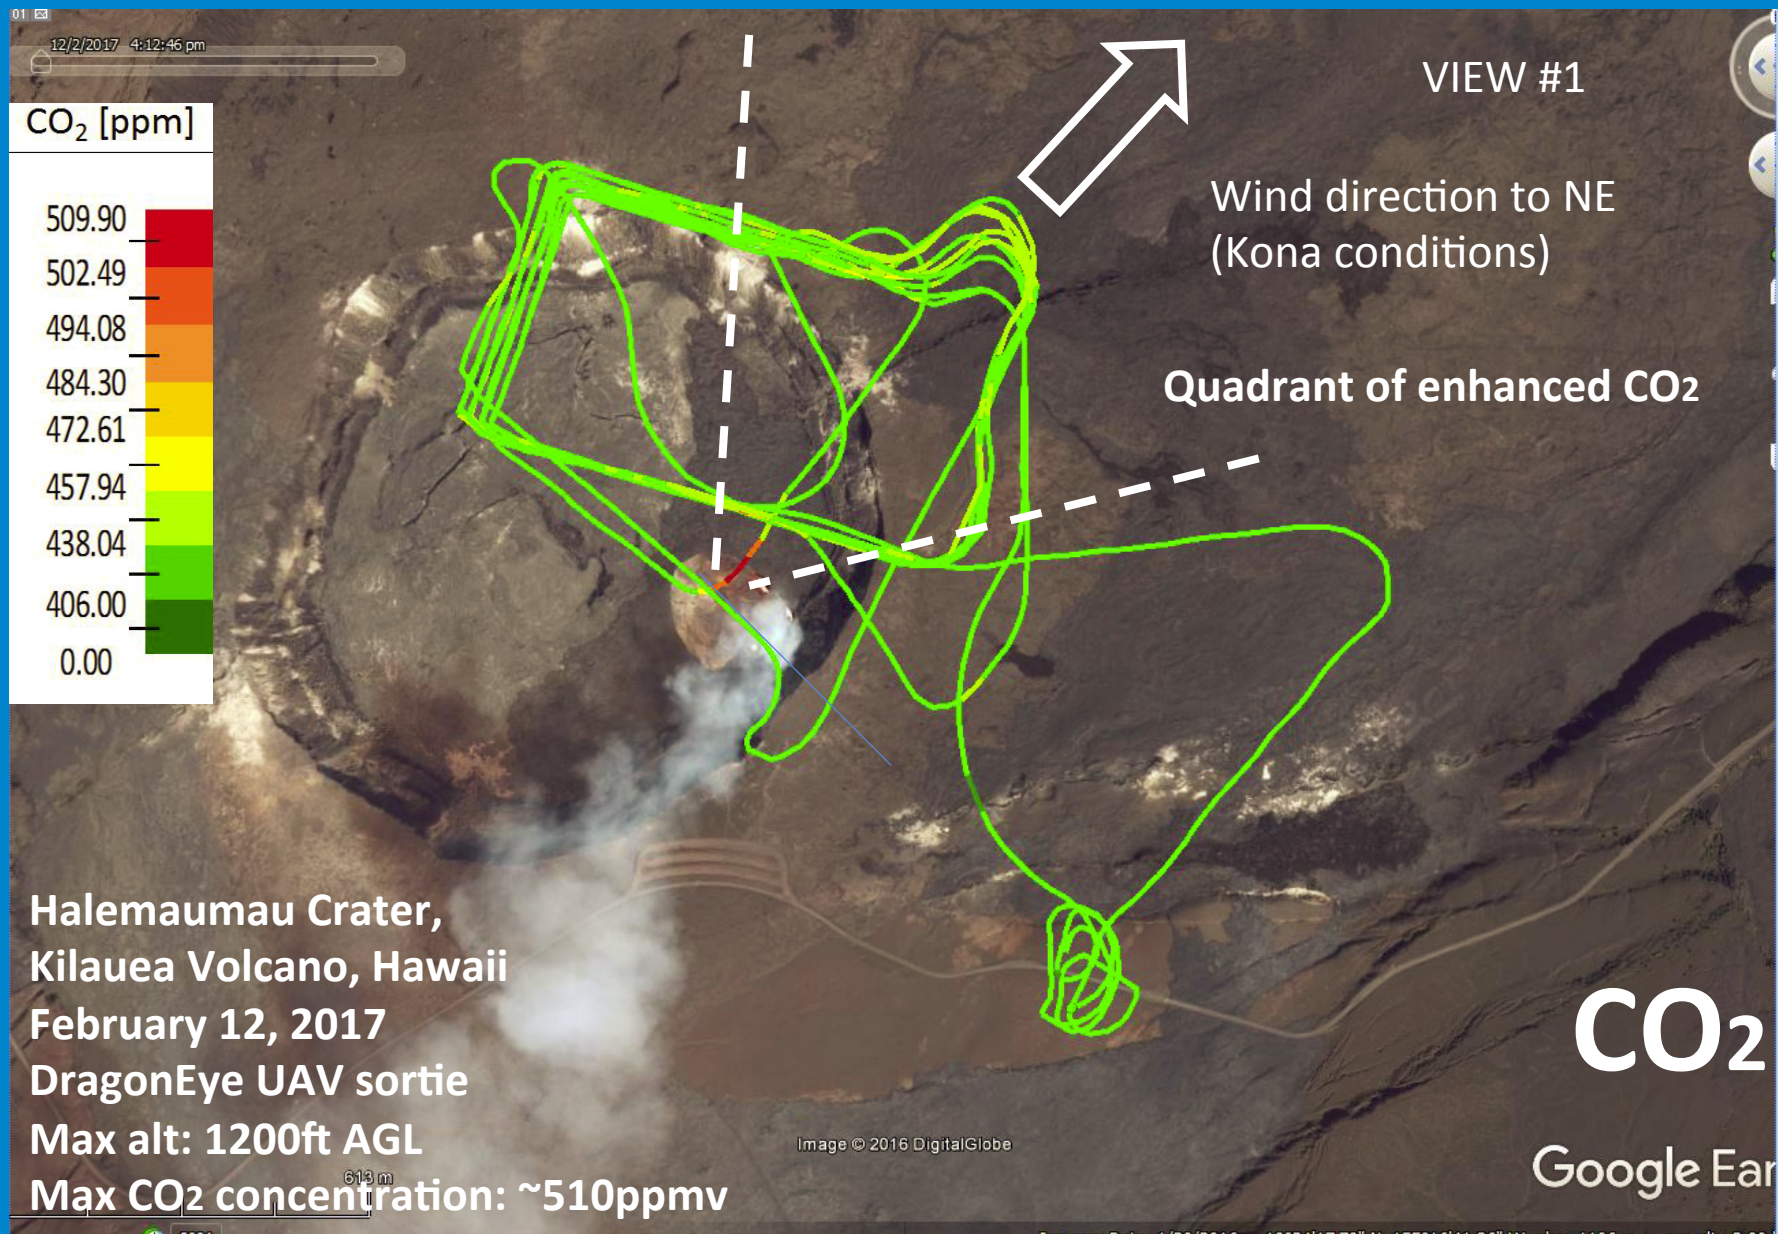 01
12/2/2017 4:12:46 pm
CO2 [ppm]
509.90
502.49
494.08
484.30
472.61
457.94
438.04
406.00
0.00
VIEW #1
Wind direction to NE
(Kona conditions)
Quadrant of enhanced CO2
Halemaumau Crater,
Kilauea Volcano, Hawaii
February 12, 2017
DragonEye UAV sortie
Max alt: 1200ft AGL
Max CO2 concentration: ~510ppmv
613 m
Image © 2016 DigitalGlobe
CO2
Google Ear